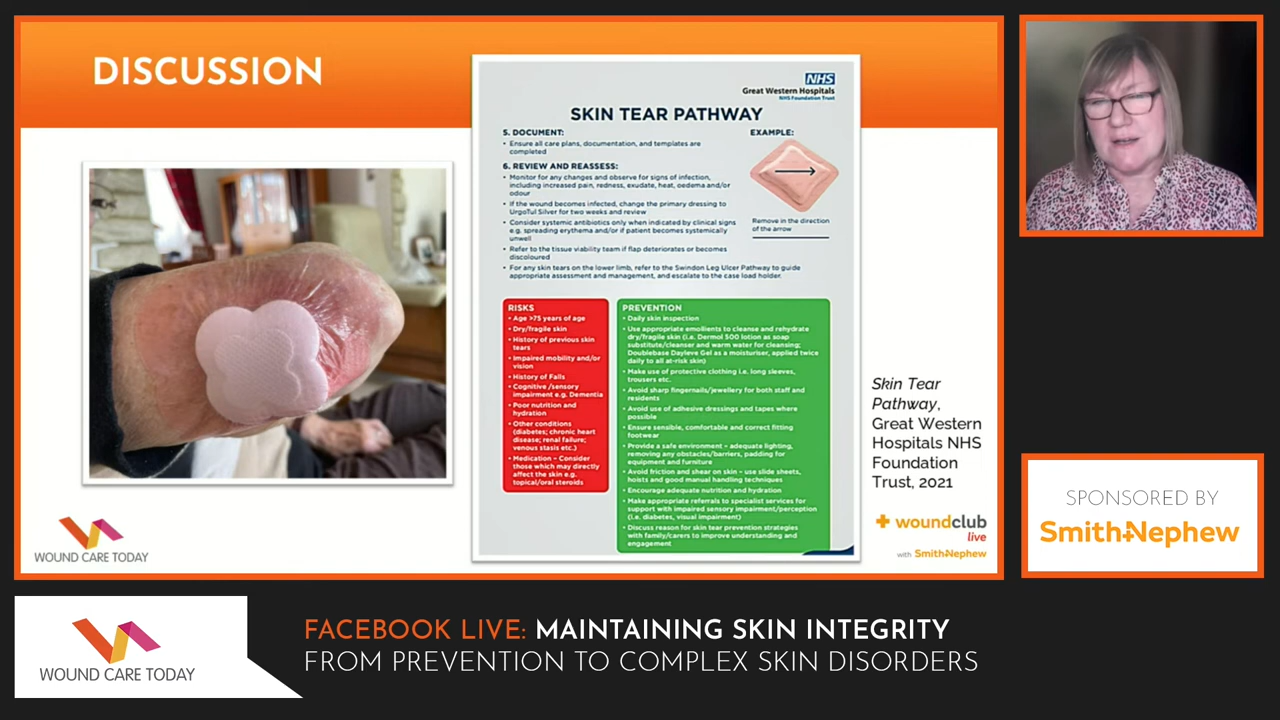 DISCUSSION
NHS
Great Western Hospitals
NHS Foundation Trust
SKIN TEAR PATHWAY
5. DOCUMENT:
• Ensure all care plans, documentation, and templates are
completed
6. REVIEW AND REASSESS:
• Monitor for any changes and observe for signs of infection,
including increased pain, redness, exudate, heat, oedema and/or
odour
• If the wound becomes infected, change the primary dressing to
UrgoTul Silver for two weeks and review
• Consider systemic antibiotics only when indicated by clinical signs
e.g. spreading erythema and/or if patient becomes systemically
unwell
• Refer to the tissue viability team if flap deteriorates or becomes
discoloured
• For any skin tears on the lower limb, refer to the Swindon Leg Ulcer Pathway to guide
appropriate assessment and management, and escalate to the case load holder.
EXAMPLE:
Remove in the direction
of the arrow
RISKS
• Age >75 years of age
• Dry/fragile skin
• History of previous skin
tears
• Impaired mobility and/or
vision
• History of Falls
• Cognitive /sensory
impairment e.g. Dementia
• Poor nutrition and
hydration
• Other conditions
(diabetes; chronic heart
disease; renal failure;
venous stasis etc.)
• Medication – Consider
those which may directly
affect the skin e.g.
topical/oral steroids
PREVENTION
• Daily skin inspection
• Use appropriate emollients to cleanse and rehydrate
dry/fragile skin (i.e. Dermol 500 lotion as soap
substitute/cleanser and warm water for cleansing;
Doublebase Dayleve Gel as a moisturiser, applied twice
daily to all at-risk skin)
• Make use of protective clothing i.e. long sleeves,
trousers etc.
• Avoid sharp fingernails/jewellery for both staff and
residents
• Avoid use of adhesive dressings and tapes where
possible
• Ensure sensible, comfortable and correct fitting
footwear
• Provide a safe environment – adequate lighting,
removing any obstacles/barriers, padding for
equipment and furniture
• Avoid friction and shear on skin – use slide sheets,
hoists and good manual handling techniques
• Encourage adequate nutrition and hydration
• Make appropriate referrals to specialist services for
support with impaired sensory impairment/perception
(i.e. diabetes, visual impairment)
• Discuss reason for skin tear prevention strategies
with family/carers to improve understanding and
engagement
Skin Tear
Pathway,
Great Western
Hospitals NHS
Foundation
Trust, 2021
WOUND CARE TODAY
woundclub
live
with Smith+Nephew
SPONSORED BY
Smith+Nephew
WOUND CARE TODAY
FACEBOOK LIVE: MAINTAINING SKIN INTEGRITY
FROM PREVENTION TO COMPLEX SKIN DISORDERS